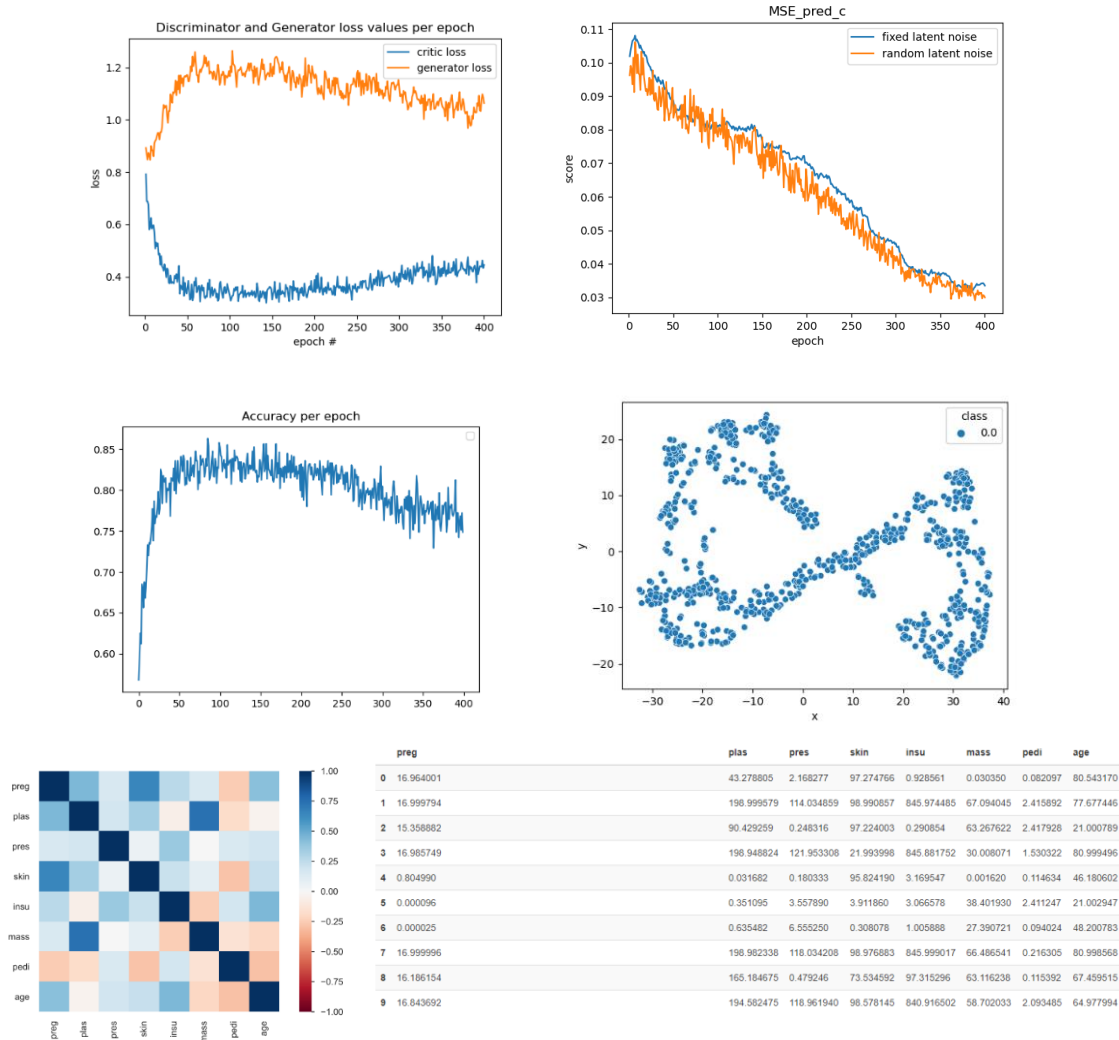 Discriminator and Generator loss values per epoch
critic loss
generator loss
1.2
1.0
0.8
0.6
0.4
loss
0 50 100 150 200 250 300 350 400
epoch #
MSE_pred_c
fixed latent noise
random latent noise
0.11
0.10
0.09
0.08
0.07
0.06
0.05
0.04
0.03
score
0 50 100 150 200 250 300 350 400
epoch
Accuracy per epoch
0.85
0.80
0.75
0.70
0.65
0.60
0 50 100 150 200 250 300 350 400
class
0.0
20
10
0
−10
−20
y
−30 −20 −10 0 10 20 30 40
x
preg
plas
pres
skin
insu
mass
pedi
age
preg plas pres skin insu mass pedi age
1.00
0.75
0.50
0.25
0.00
−0.25
−0.50
−0.75
−1.00
preg plas pres skin insu mass pedi age
0 16.964001 43.278805 2.168277 97.274766 0.928561 0.030350 0.082097 80.543170
1 16.999794 198.999579 114.034859 98.990857 845.974485 67.094045 2.415892 77.677446
2 15.358882 90.429259 0.248316 97.224003 0.290854 63.267622 2.417928 21.000789
3 16.985749 198.948824 121.953308 21.993998 845.881752 30.008071 1.530322 80.999496
4 0.804990 0.031682 0.180333 95.824190 3.169547 0.001620 0.114634 46.180602
5 0.000096 0.351095 3.557890 3.911860 3.066578 38.401930 2.411247 21.002947
6 0.000025 0.635482 6.555250 0.308078 1.005888 27.390721 0.094024 48.200783
7 16.999996 198.982338 118.034208 98.976883 845.999017 66.486541 0.216305 80.998568
8 16.186154 165.184675 0.479246 73.534592 97.315296 63.116238 0.115392 67.459515
9 16.843692 194.582475 118.961940 98.578145 840.916502 58.702033 2.093485 64.977994